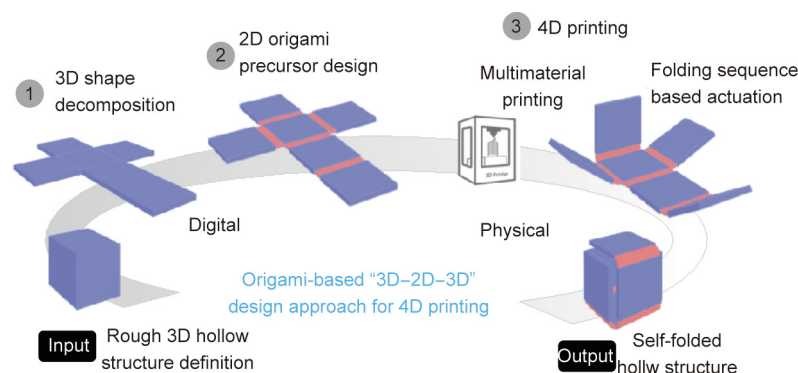 1
3D shape
decomposition
2
2D origami
precursor design
3
4D printing
Multimaterial
printing
Folding sequence
based actuation
3D Printer
Digital
Physical
Origami-based “3D–2D–3D”
design approach for 4D printing
Input
Rough 3D hollow
structure definition
Output
Self-folded
hollw structure